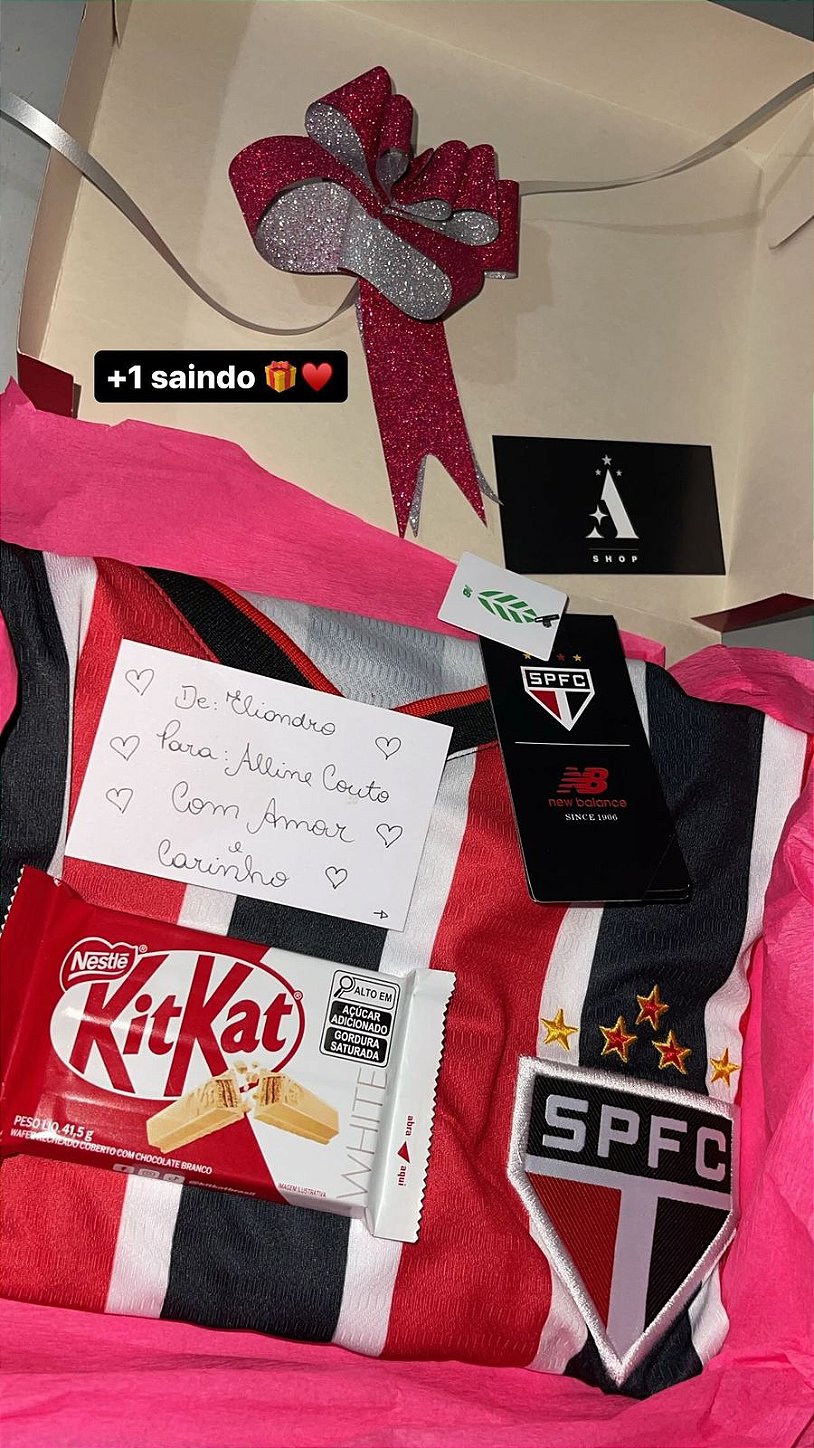 +1 saindo 🎁♥️
A
SHOP
SPFC
NB
new balance
SINCE 1906
De: Eliandro
Para: Alline Couto
Com Amor
e
Carinho
Nestlé®
KitKat®
ALTO EM
AÇÚCAR
ADICIONADO
GORDURA
SATURADA
WHITE
abra
aqui
PESO LÍQ. 41,5 g
WAFER RECHEADO COBERTO COM CHOCOLATE BRANCO
IMAGEM ILUSTRATIVA
@kitkatbrasil
SPFC